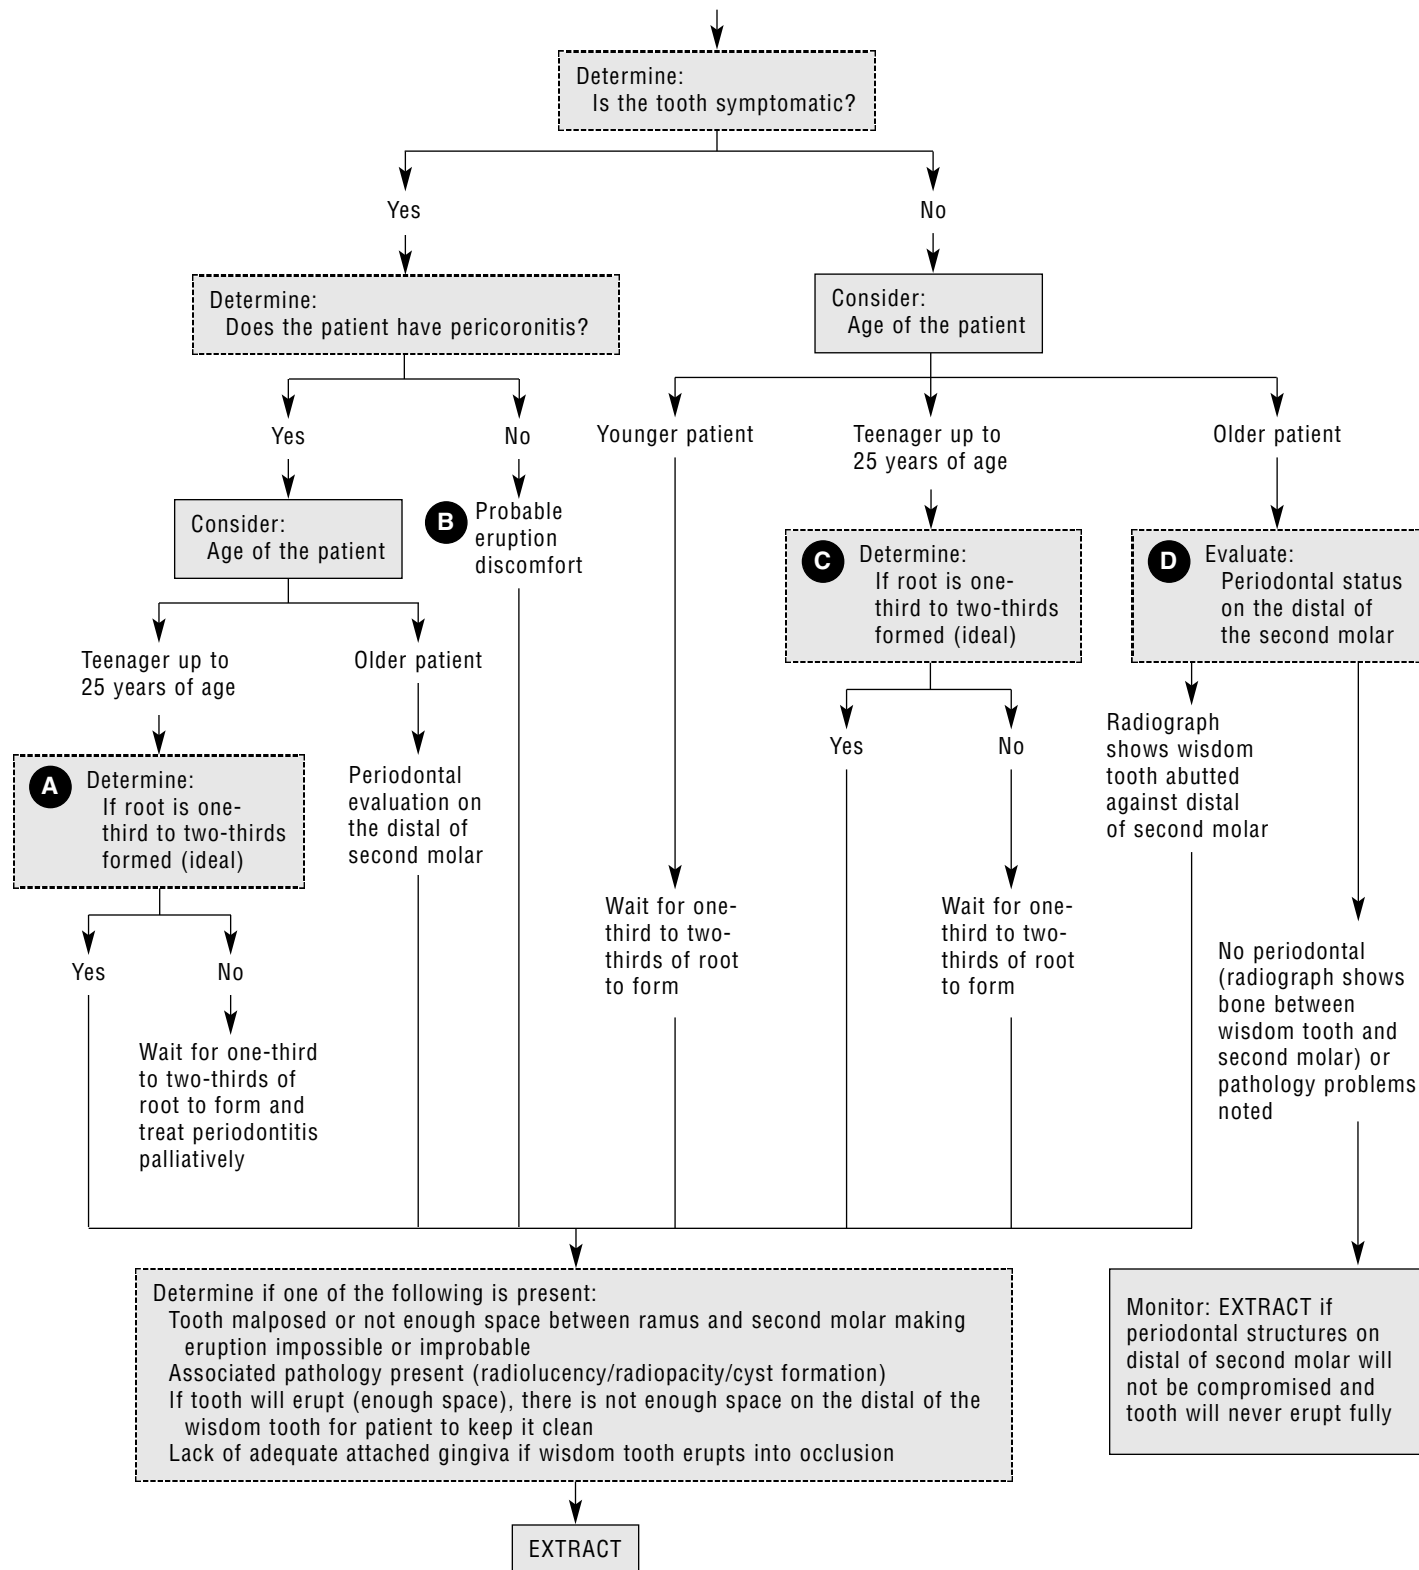 Determine:
Is the tooth symptomatic?
Yes
No
Determine:
Does the patient have pericoronitis?
Consider:
Age of the patient
Yes
No
Younger patient
Teenager up to
25 years of age
Older patient
Consider:
Age of the patient
B
Probable
eruption
discomfort
C
Determine:
If root is one-
third to two-thirds
formed (ideal)
D
Evaluate:
Periodontal status
on the distal of
the second molar
Teenager up to
25 years of age
Older patient
Yes
No
Radiograph
shows wisdom
tooth abutted
against distal
of second molar
A
Determine:
If root is one-
third to two-thirds
formed (ideal)
Periodontal
evaluation on
the distal of
second molar
Wait for one-
third to two-
thirds of root
to form
Wait for one-
third to two-
thirds of root
to form
Yes
No
No periodontal
(radiograph shows
bone between
wisdom tooth and
second molar) or
pathology problems
noted
Wait for one-third
to two-thirds of
root to form and
treat periodontitis
palliatively
Determine if one of the following is present:
Tooth malposed or not enough space between ramus and second molar making
eruption impossible or improbable
Associated pathology present (radiolucency/radiopacity/cyst formation)
If tooth will erupt (enough space), there is not enough space on the distal of the
wisdom tooth for patient to keep it clean
Lack of adequate attached gingiva if wisdom tooth erupts into occlusion
Monitor: EXTRACT if
periodontal structures on
distal of second molar will
not be compromised and
tooth will never erupt fully
EXTRACT